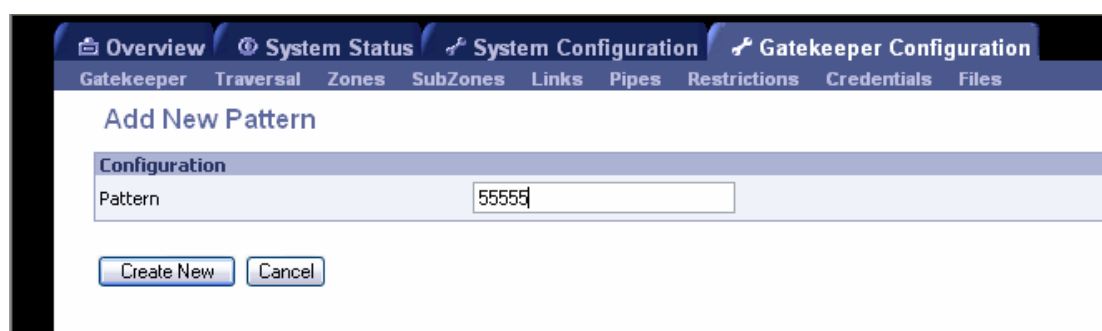 Overview System Status System Configuration Gatekeeper Configuration
Gatekeeper Traversal Zones SubZones Links Pipes Restrictions Credentials Files
Add New Pattern
Configuration
Pattern 55555
Create New Cancel